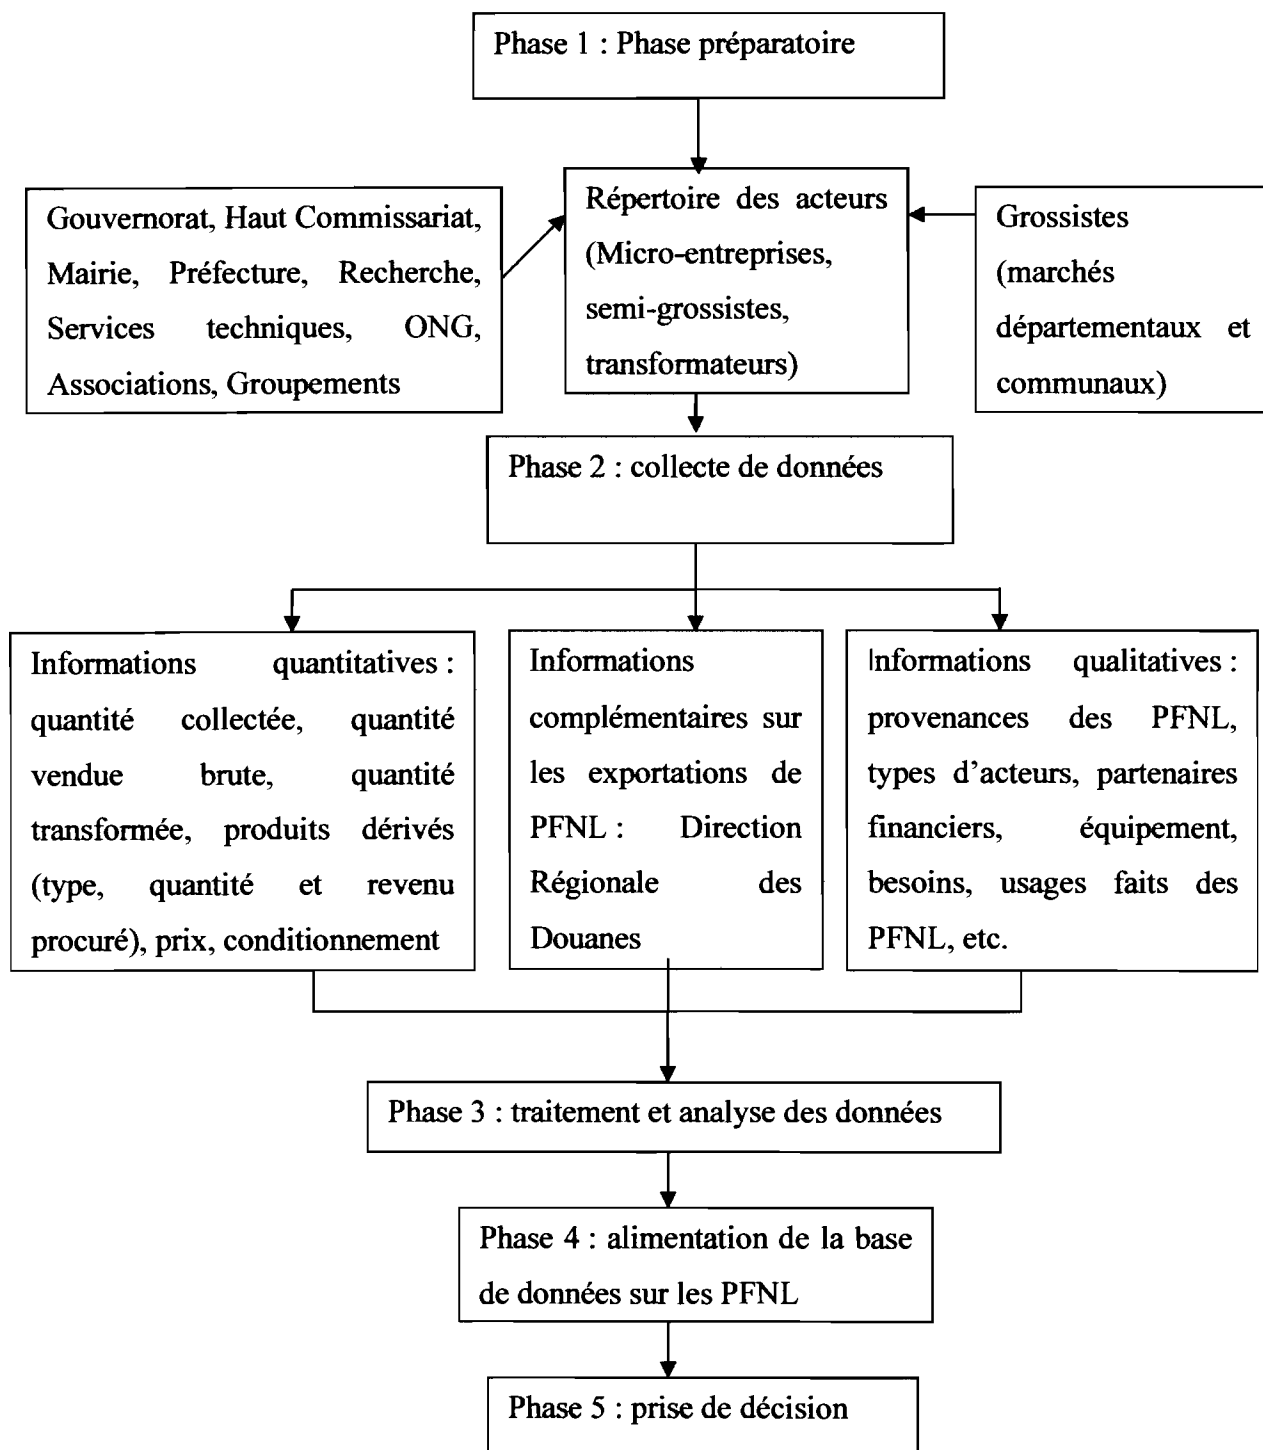 Phase 1 : Phase préparatoire
Gouvernorat, Haut Commissariat,
Mairie, Préfecture, Recherche,
Services techniques, ONG,
Associations, Groupements
Répertoire des acteurs
(Micro-entreprises,
semi-grossistes,
transformateurs)
Grossistes
(marchés
départementaux et
communaux)
Phase 2 : collecte de données
Informations quantitatives :
quantité collectée, quantité
vendue brute, quantité
transformée, produits dérivés
(type, quantité et revenu
procuré), prix, conditionnement
Informations
complémentaires sur
les exportations de
PFNL : Direction
Régionale des
Douanes
Informations qualitatives :
provenances des PFNL,
types d'acteurs, partenaires
financiers, équipement,
besoins, usages faits des
PFNL, etc.
Phase 3 : traitement et analyse des données
Phase 4 : alimentation de la base
de données sur les PFNL
Phase 5 : prise de décision